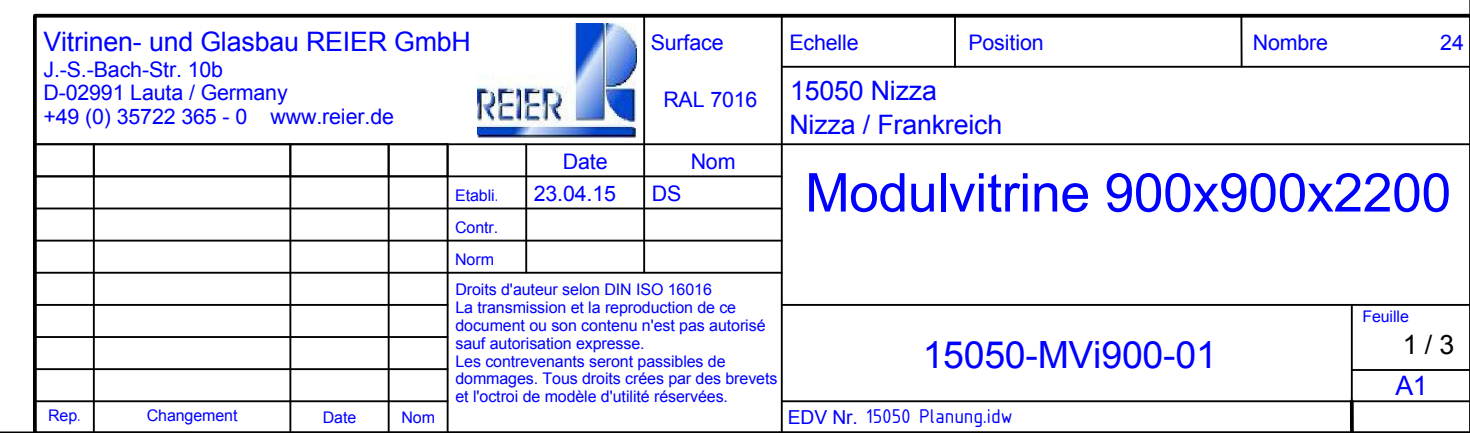 Vitrinen- und Glasbau REIER GmbH
J.-S.-Bach-Str. 10b
D-02991 Lauta / Germany
+49 (0) 35722 365 - 0 www.reier.de
REIER
Surface
RAL 7016
Echelle
Position
Nombre 24
15050 Nizza
Nizza / Frankreich
Date Nom
Etabli. 23.04.15 DS
Contr.
Norm
Modulvitrine 900x900x2200
Droits d'auteur selon DIN ISO 16016
La transmission et la reproduction de ce
document ou son contenu n'est pas autorisé
sauf autorisation expresse.
Les contrevenants seront passibles de
dommages. Tous droits crées par des brevets
et l'octroi de modèle d'utilité réservées.
15050-MVi900-01
Feuille
1 / 3
A1
Rep. Changement Date Nom
EDV Nr. 15050 Planung.idw